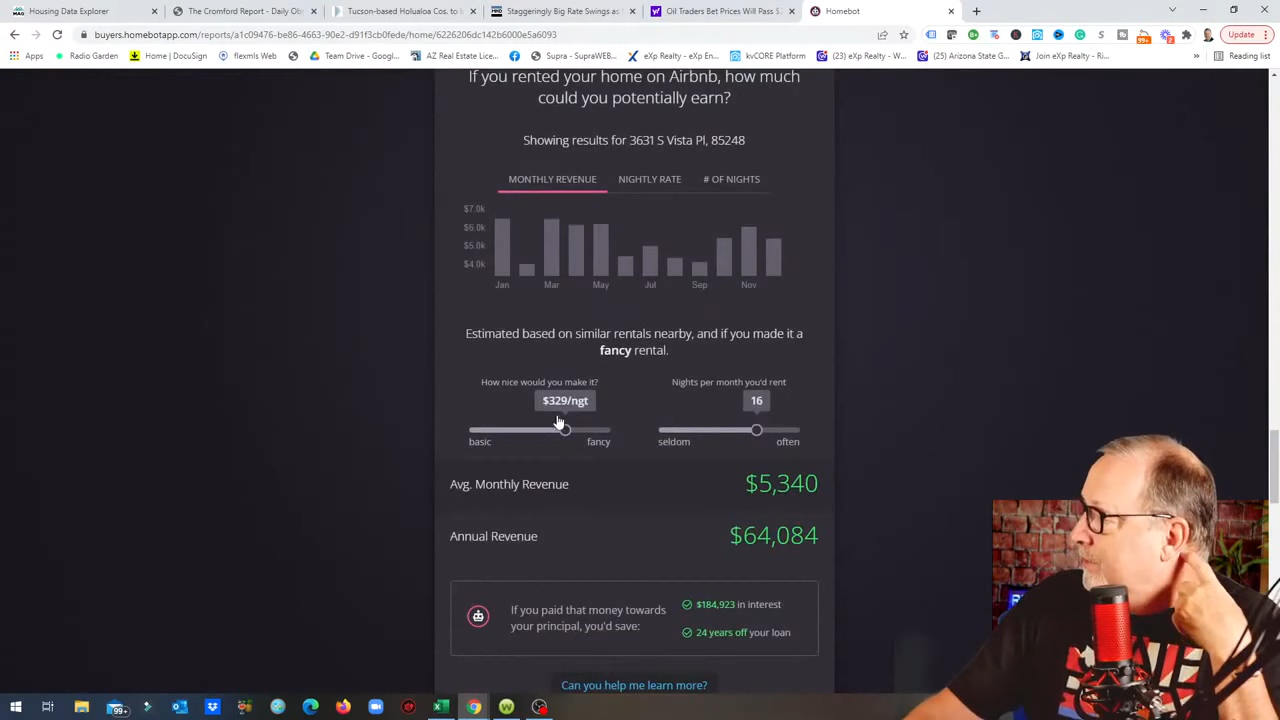 Housing Data Explorer
The Cromford Report - Daily Obs
Tucson-based Holualoa Cos. to b
Staggeringly Big Rate Swings as
Oil Traders Bet Prices Will Pass $
Homebot
buyers.homebotapp.com/reports/a1c09476-be86-4663-90e2-d91f3cb0fede/home/6226206dc142b6000e5a6093
Update
Apps
Radio Garden
Home | DocuSign
flexmls Web
Team Drive - Googl...
AZ Real Estate Lice...
Supra - SupraWEB...
eXp Realty - eXp En...
kvCORE Platform
(23) eXp Realty - W...
(25) Arizona State G...
Join eXp Realty - Ri...
Reading list
If you rented your home on Airbnb, how much
could you potentially earn?
Showing results for 3631 S Vista Pl, 85248
MONTHLY REVENUE
NIGHTLY RATE
# OF NIGHTS
$7.0k
$6.0k
$5.0k
$4.0k
Jan
Mar
May
Jul
Sep
Nov
Estimated based on similar rentals nearby, and if you made it a
fancy rental.
How nice would you make it?
Nights per month you'd rent
$329/ngt
16
basic
fancy
seldom
often
Avg. Monthly Revenue
$5,340
Annual Revenue
$64,084
If you paid that money towards
your principal, you'd save:
$184,923 in interest
24 years off your loan
Can you help me learn more?
99+